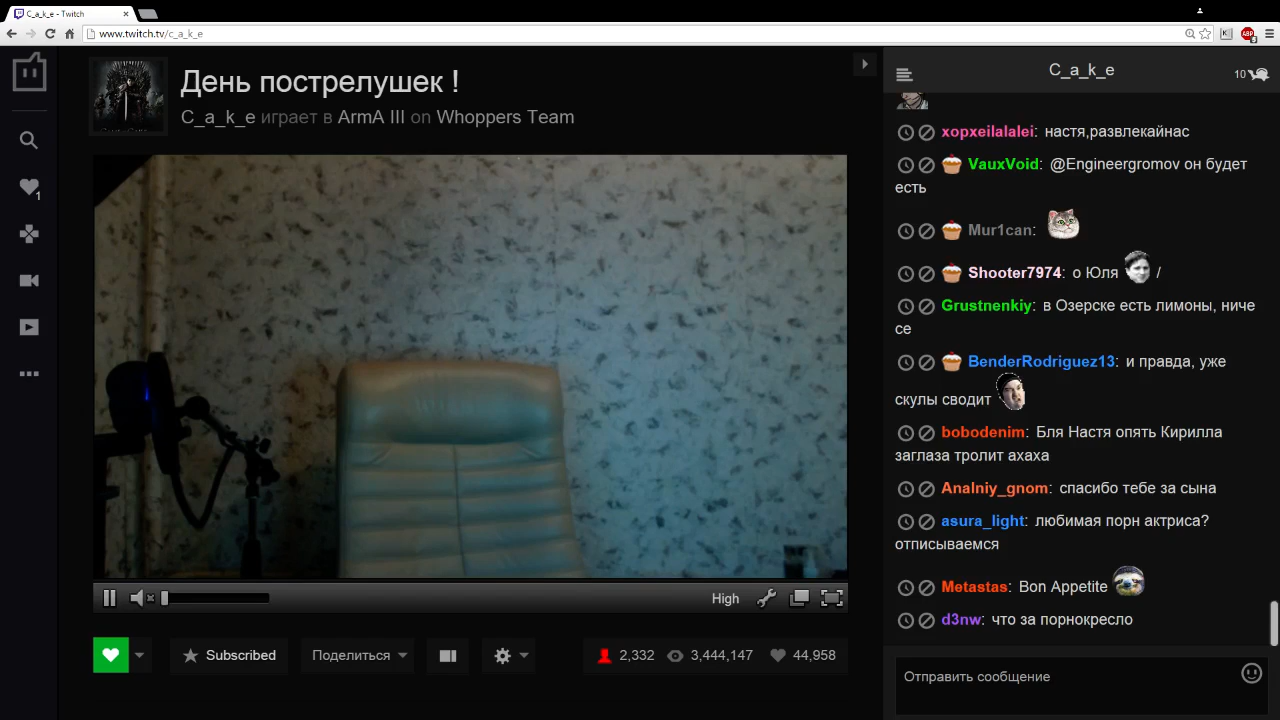 C_a_k_e - Twitch
www.twitch.tv/c_a_k_e
День пострелушек !
C_a_k_e играет в ArmA III on Whoppers Team
1
High
Subscribed
Поделиться
2,332
3,444,147
44,958
C_a_k_e
10
xopxeilalalei: настя,развлекайнас
VauxVoid: @Engineergromov он будет
есть
Mur1can:
Shooter7974: о Юля /
Grustnenkiy: в Озерске есть лимоны, ниче
се
BenderRodriguez13: и правда, уже
скулы сводит
bobodenim: Бля Настя опять Кирилла
заглаза тролит ахаха
Analniy_gnom: спасибо тебе за сына
asura_light: любимая порн актриса?
отписываемся
Metastas: Bon Appetite
d3nw: что за порнокресло
Отправить сообщение